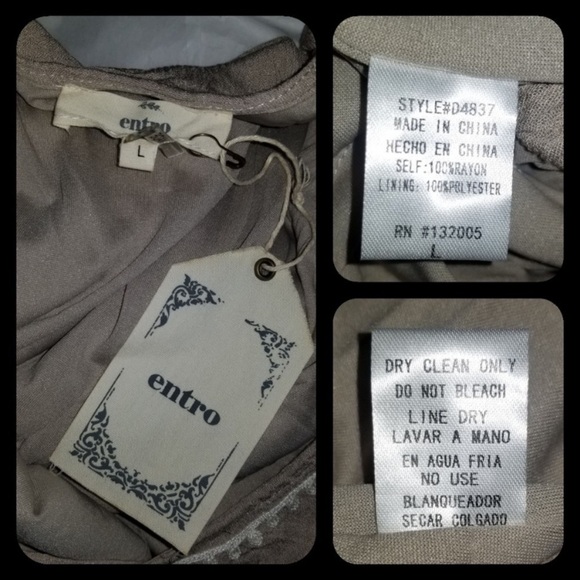 entro
L
entro
STYLE#D4837
MADE IN CHINA
HECHO EN CHINA
SELF:100%RAYON
LINING: 100%POLYESTER
RN #132005
L
DRY CLEAN ONLY
DO NOT BLEACH
LINE DRY
LAVAR A MANO
EN AGUA FRIA
NO USE
BLANQUEADOR
SECAR COLGADO